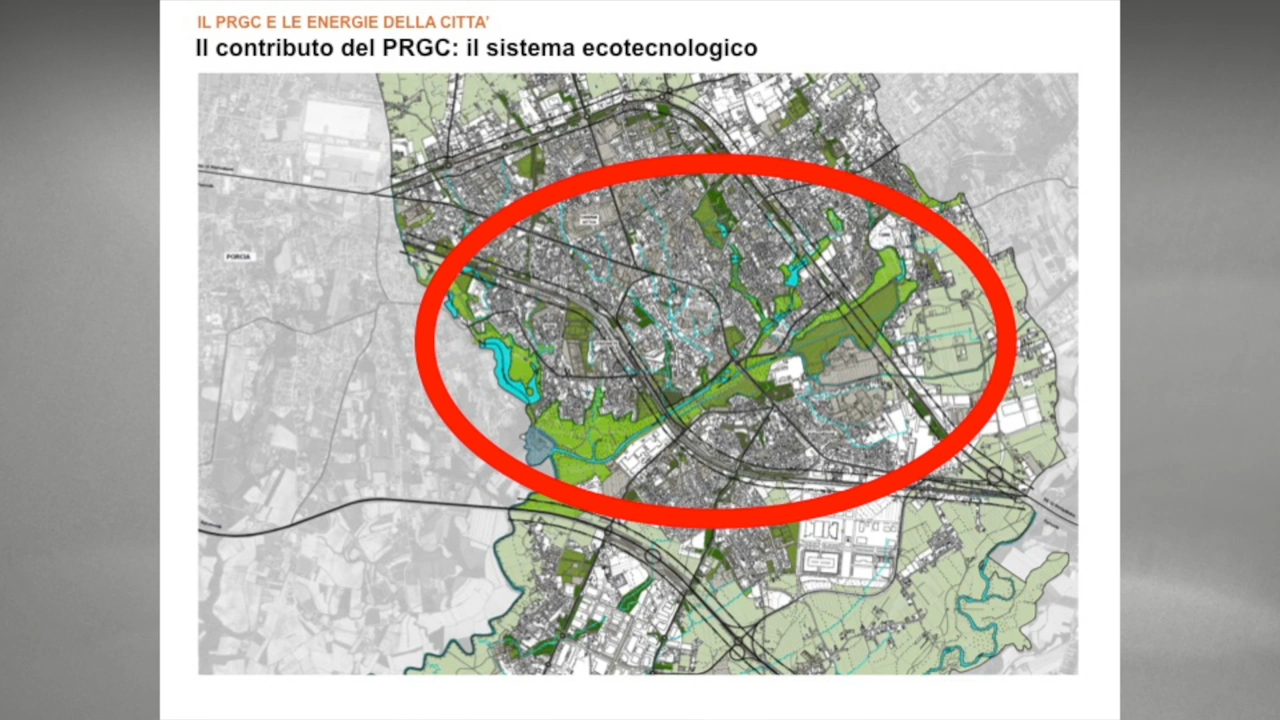 IL PRGC E LE ENERGIE DELLA CITTA'
Il contributo del PRGC: il sistema ecotecnologico
PORCIA